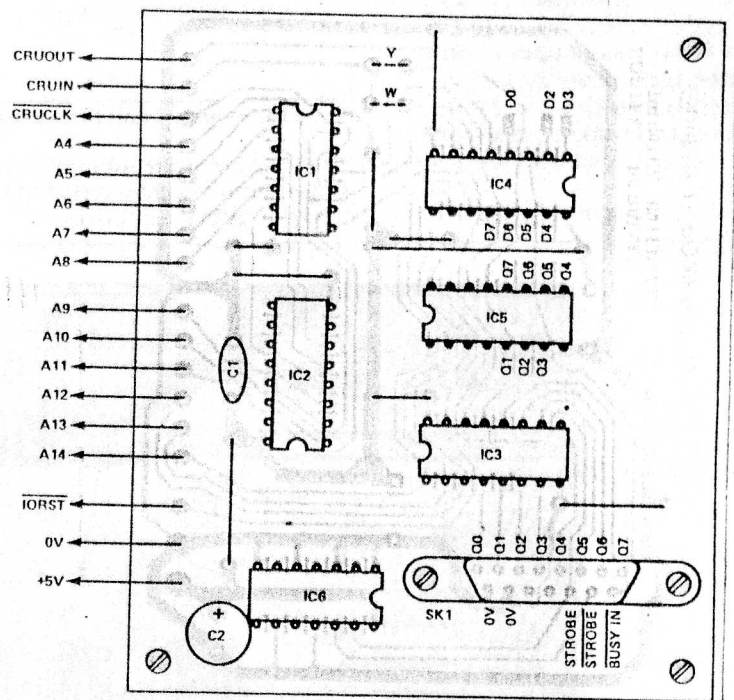 CRUOUT
CRUIN
CRUCLK
A4
A5
A6
A7
A8
A9
A10
A11
A12
A13
A14
IORST
0V
+5V
Y
W
IC1
D0
D2
D3
IC4
D7
D6
D5
D4
Q7
Q6
Q5
Q4
IC5
Q1
Q2
Q3
C1
IC2
IC3
Q0
Q1
Q2
Q3
Q4
Q5
Q6
Q7
SK1
0V
0V
STROBE
STROBE
BUSY IN
IC6
+
C2